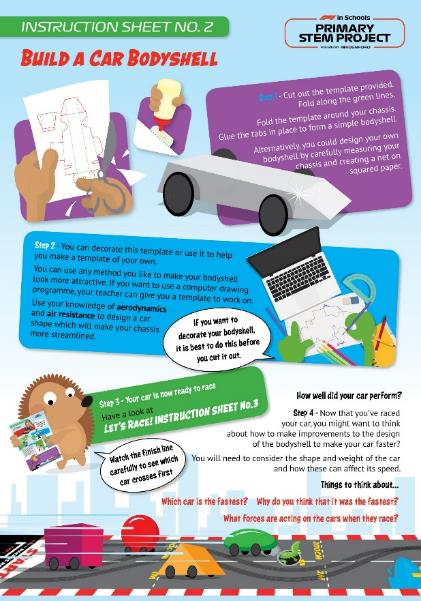 INSTRUCTION SHEET NO. 2
F1 in Schools
PRIMARY
STEM PROJECT
BUILD A CAR BODYSHELL
Step 1 - Cut out the template provided.
Fold along the green lines.
Fold the template around your chassis.
Glue the tabs in place to form a simple bodyshell.
Alternatively, you could design your own
bodyshell by carefully measuring your
chassis and creating a net on
squared paper.
Step 2 - You can decorate this template or use it to help
you make a template of your own.
You can use any method you like to make your bodyshell
look more attractive. If you want to use a computer drawing
programme, your teacher can give you a template to work on.
Use your knowledge of aerodynamics
and air resistance to design a car
shape which will make your chassis
more streamlined.
If you want to
decorate your bodyshell,
it is best to do this before
you cut it out.
Step 3 - Your car is now ready to race
Have a look at
LET'S RACE! INSTRUCTION SHEET No.3
Watch the finish line
carefully to see which
car crosses first
How well did your car perform?
Step 4 - Now that you've raced
your car, you might want to think
about how to make improvements to the design
of the bodyshell to make your car faster?
You will need to consider the shape and weight of the car
and how these can affect its speed.
Things to think about...
Which car is the fastest? Why do you think that it was the fastest?
What forces are acting on the cars when they race?
START